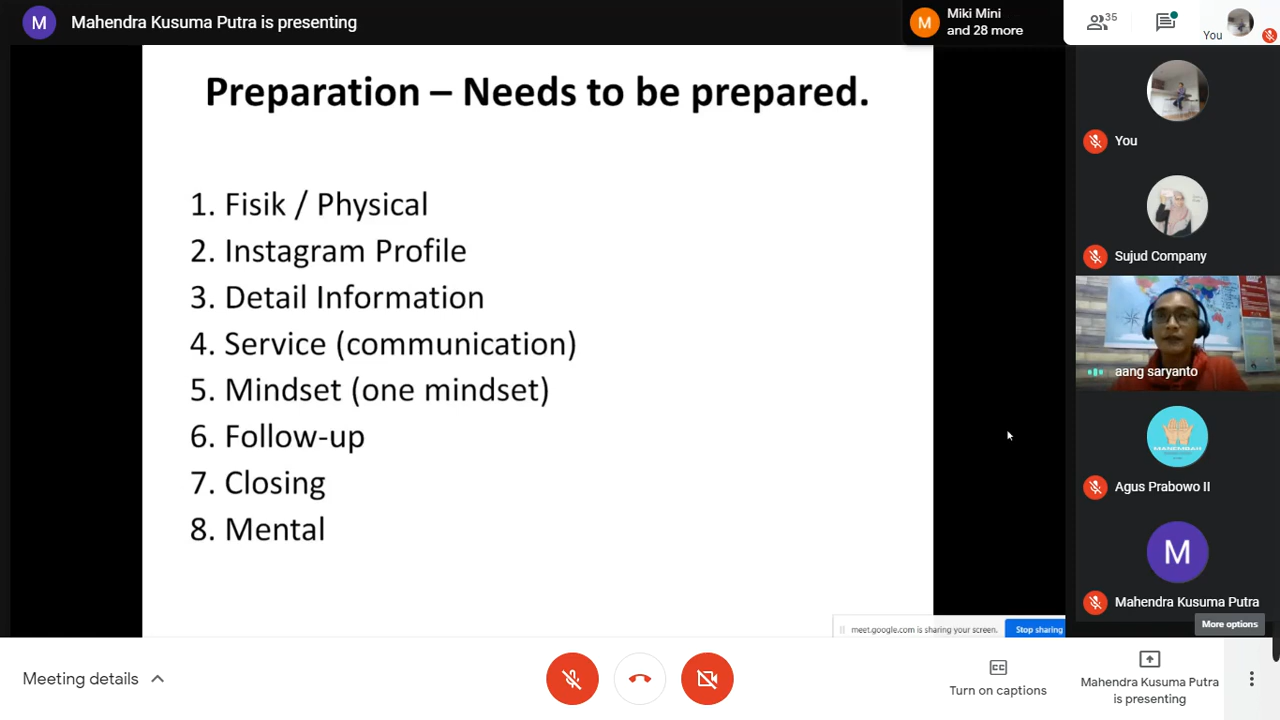 M
Mahendra Kusuma Putra is presenting
M
Miki Mini
and 28 more
35
You
Preparation – Needs to be prepared.
1. Fisik / Physical
2. Instagram Profile
3. Detail Information
4. Service (communication)
5. Mindset (one mindset)
6. Follow-up
7. Closing
8. Mental
You
Sujud Company
aang saryanto
Agus Prabowo II
M
Mahendra Kusuma Putra
More options
meet.google.com is sharing your screen.
Stop sharing
Meeting details
CC
Turn on captions
Mahendra Kusuma Putra
is presenting